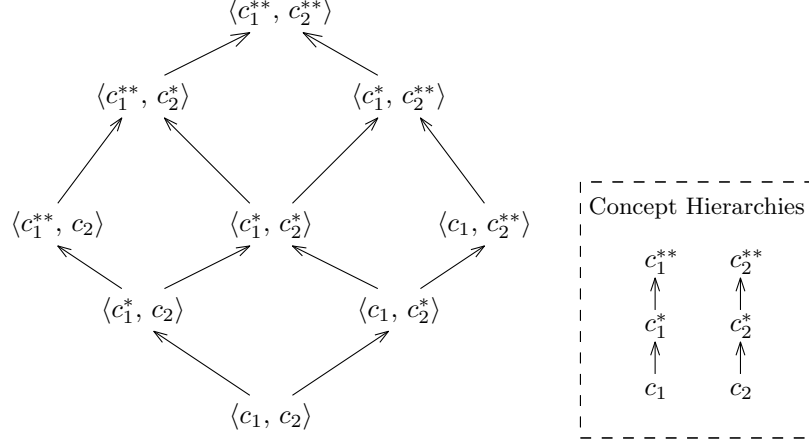 ⟨c₁**, c₂**⟩
⟨c₁**, c₂*⟩ ⟨c₁*, c₂**⟩
⟨c₁**, c₂⟩ ⟨c₁*, c₂*⟩ ⟨c₁, c₂**⟩
⟨c₁*, c₂⟩ ⟨c₁, c₂*⟩
⟨c₁, c₂⟩
Concept Hierarchies
c₁** c₂**
c₁* c₂*
c₁ c₂